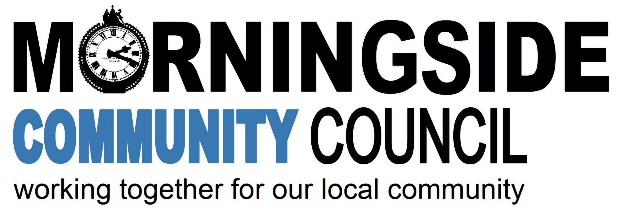 MORNINGSIDE
COMMUNITY COUNCIL
working together for our local community